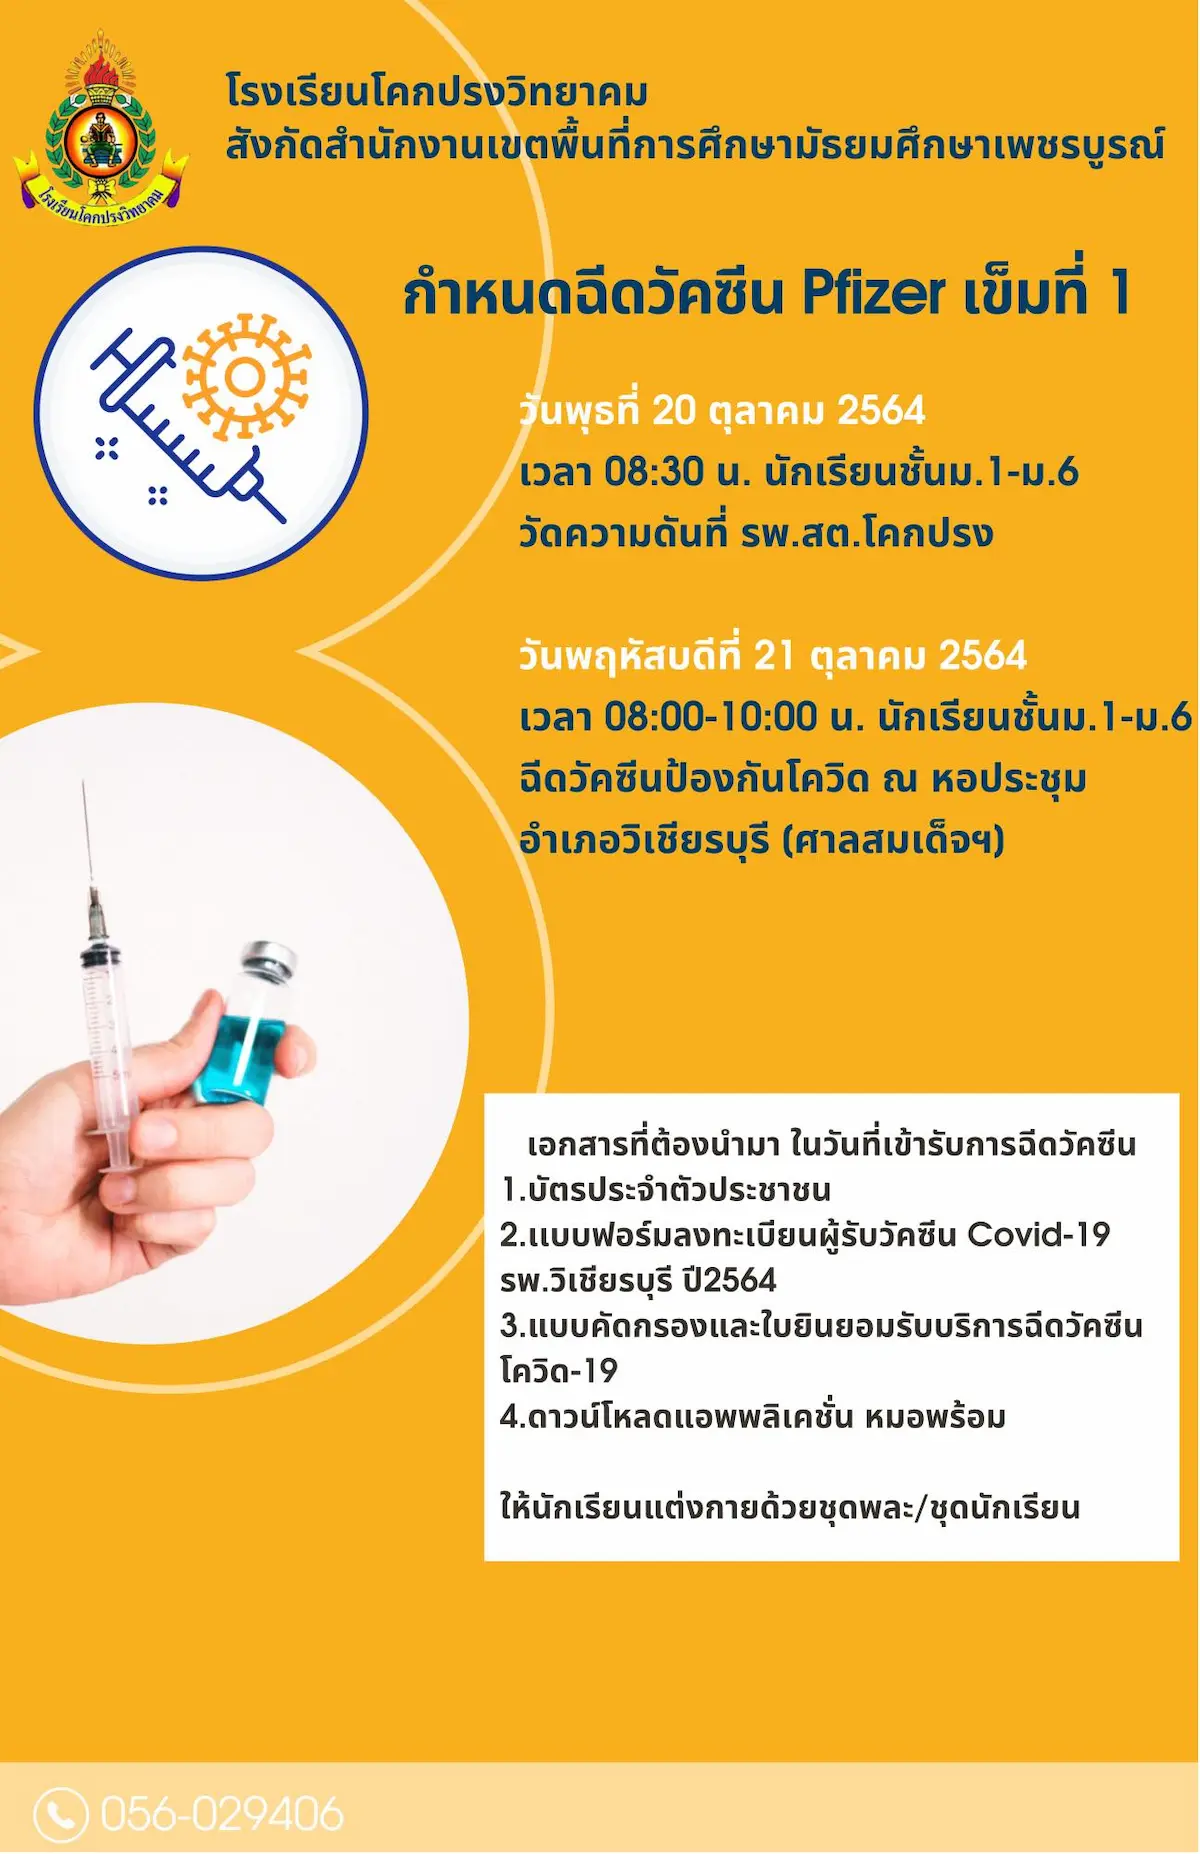 โรงเรียนโคกปรงวิทยาคม
สังกัดสำนักงานเขตพื้นที่การศึกษามัธยมศึกษาเพชรบูรณ์
โรงเรียนโคกปรงวิทยาคม
กำหนดฉีดวัคซีน Pfizer เข็มที่ 1
วันพุธที่ 20 ตุลาคม 2564
เวลา 08:30 น. นักเรียนชั้นม.1-ม.6
วัดความดันที่ รพ.สต.โคกปรง
วันพฤหัสบดีที่ 21 ตุลาคม 2564
เวลา 08:00-10:00 น. นักเรียนชั้นม.1-ม.6
ฉีดวัคซีนป้องกันโควิด ณ หอประชุม
อำเภอวิเชียรบุรี (ศาลสมเด็จฯ)
เอกสารที่ต้องนำมา ในวันที่เข้ารับการฉีดวัคซีน
1.บัตรประจำตัวประชาชน
2.แบบฟอร์มลงทะเบียนผู้รับวัคซีน Covid-19
รพ.วิเชียรบุรี ปี2564
3.แบบคัดกรองและใบยินยอมรับบริการฉีดวัคซีน
โควิด-19
4.ดาวน์โหลดแอพพลิเคชั่น หมอพร้อม
ให้นักเรียนแต่งกายด้วยชุดพละ/ชุดนักเรียน
056-029406